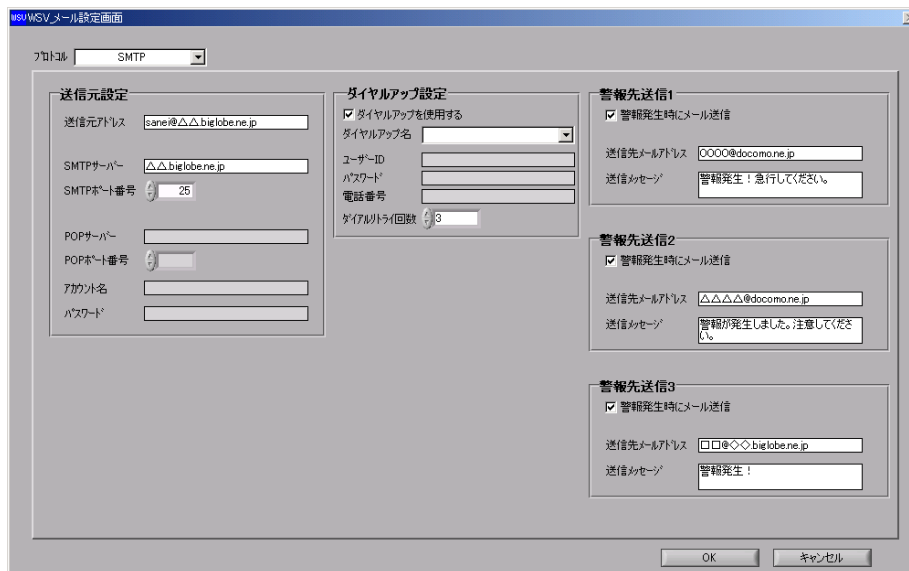 WSV WSV_メール設定画面
ﾌﾟﾛﾄｺﾙ SMTP
送信元設定
送信元ｱﾄﾞﾚｽ sanei@△△.biglobe.ne.jp
SMTPｻｰﾊﾞｰ △△.biglobe.ne.jp
SMTPﾎﾟｰﾄ番号 25
POPｻｰﾊﾞｰ
POPﾎﾟｰﾄ番号
ｱｶｳﾝﾄ名
ﾊﾟｽﾜｰﾄﾞ
ダイヤルアップ設定
ダイヤルアップを使用する
ダイヤルアップ名
ﾕｰｻﾞｰID
ﾊﾟｽﾜｰﾄﾞ
電話番号
ﾀﾞｲｱﾙﾘﾄﾗｲ回数 3
警報先送信1
警報発生時にメール送信
送信先ﾒｰﾙｱﾄﾞﾚｽ OOOO@docomo.ne.jp
送信ﾒｯｾｰｼﾞ 警報発生！急行してください。
警報先送信2
警報発生時にメール送信
送信先ﾒｰﾙｱﾄﾞﾚｽ △△△△@docomo.ne.jp
送信ﾒｯｾｰｼﾞ 警報が発生しました。注意してくださ
い。
警報先送信3
警報発生時にメール送信
送信先ﾒｰﾙｱﾄﾞﾚｽ □□@◇◇.biglobe.ne.jp
送信ﾒｯｾｰｼﾞ 警報発生！
OK キャンセル